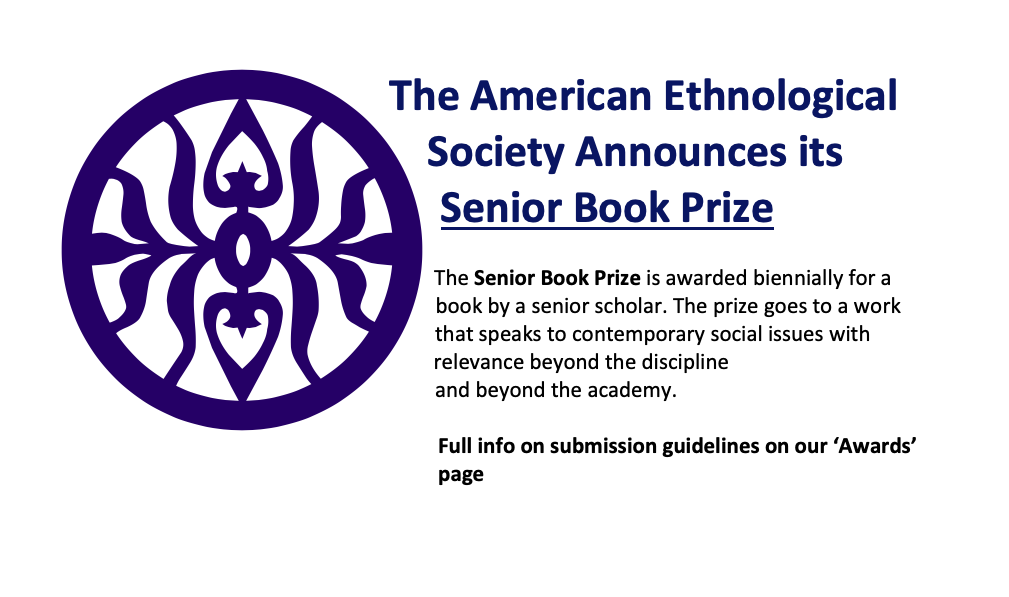 The American Ethnological
Society Announces its
Senior Book Prize
The Senior Book Prize is awarded biennially for a
book by a senior scholar. The prize goes to a work
that speaks to contemporary social issues with
relevance beyond the discipline
and beyond the academy.
Full info on submission guidelines on our ‘Awards’
page